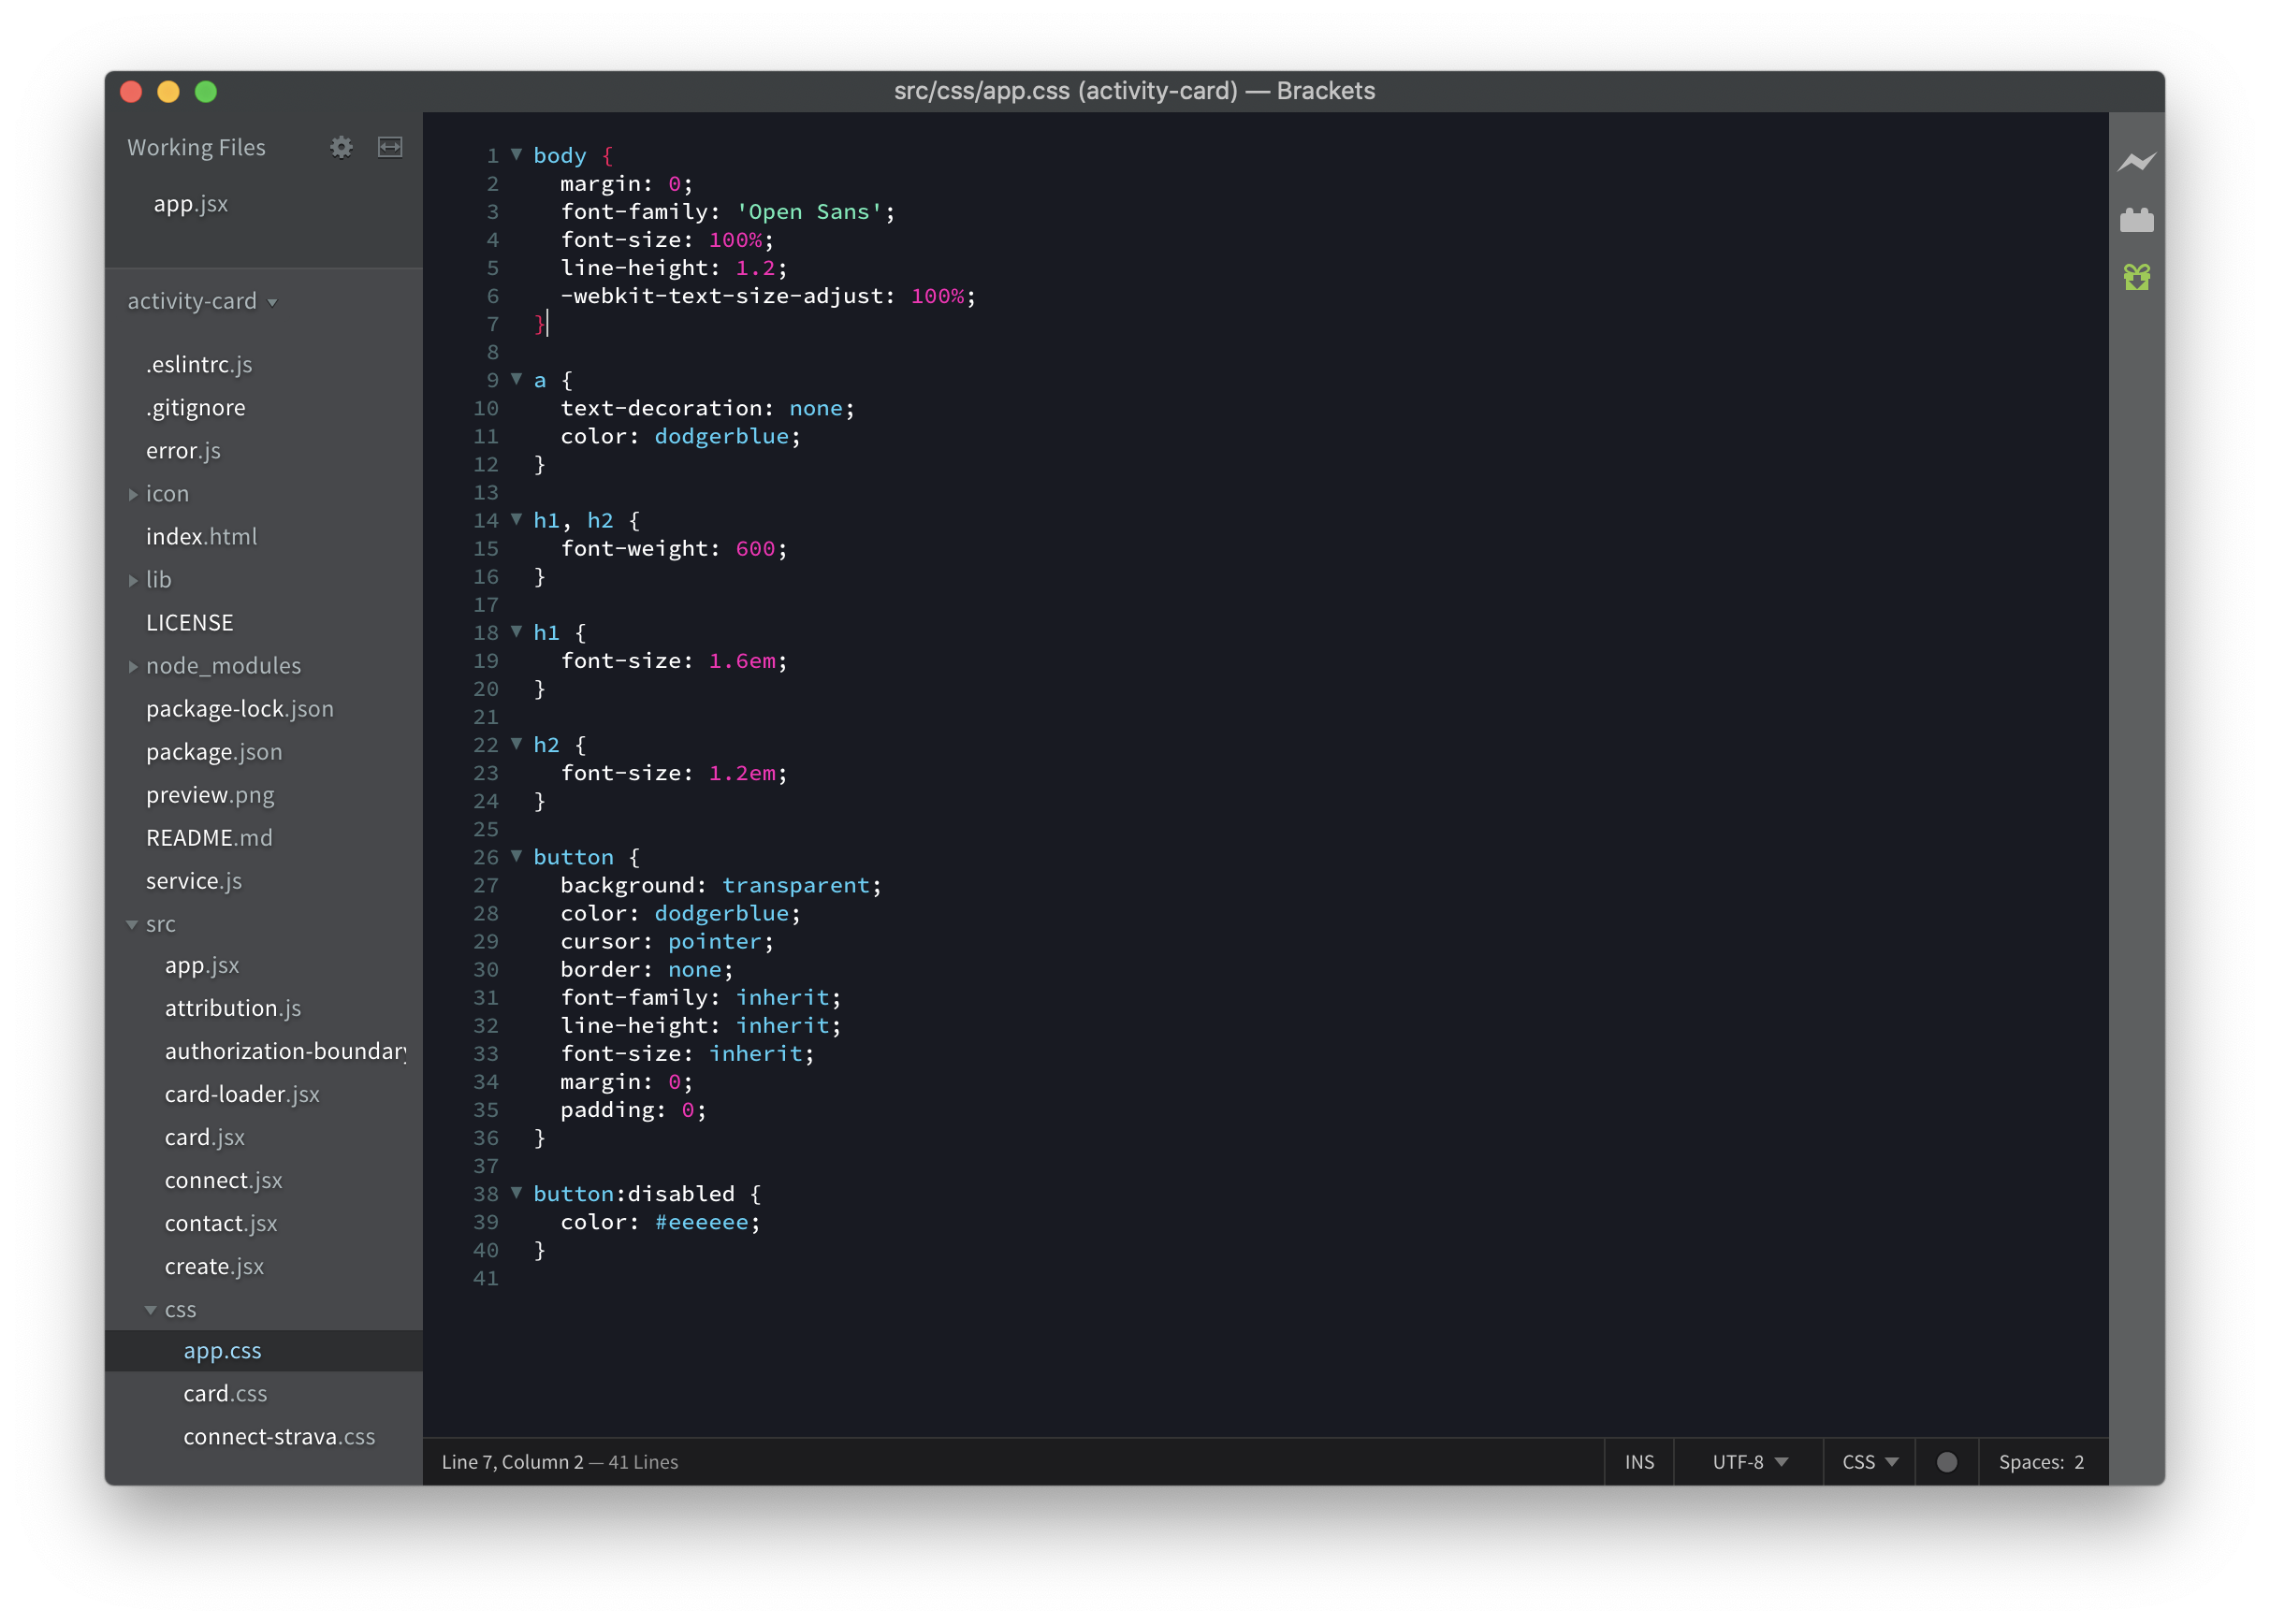 src/css/app.css (activity-card) — Brackets
Working Files
app.jsx
activity-card
.eslintrc.js
.gitignore
error.js
icon
index.html
lib
LICENSE
node_modules
package-lock.json
package.json
preview.png
README.md
service.js
src
app.jsx
attribution.js
authorization-boundary
card-loader.jsx
card.jsx
connect.jsx
contact.jsx
create.jsx
css
app.css
card.css
connect-strava.css
1 body {
2   margin: 0;
3   font-family: 'Open Sans';
4   font-size: 100%;
5   line-height: 1.2;
6   -webkit-text-size-adjust: 100%;
7 }
8
9 a {
10   text-decoration: none;
11   color: dodgerblue;
12 }
13
14 h1, h2 {
15   font-weight: 600;
16 }
17
18 h1 {
19   font-size: 1.6em;
20 }
21
22 h2 {
23   font-size: 1.2em;
24 }
25
26 button {
27   background: transparent;
28   color: dodgerblue;
29   cursor: pointer;
30   border: none;
31   font-family: inherit;
32   line-height: inherit;
33   font-size: inherit;
34   margin: 0;
35   padding: 0;
36 }
37
38 button:disabled {
39   color: #eeeeee;
40 }
41
Line 7, Column 2 — 41 Lines
INS
UTF-8
CSS
Spaces: 2